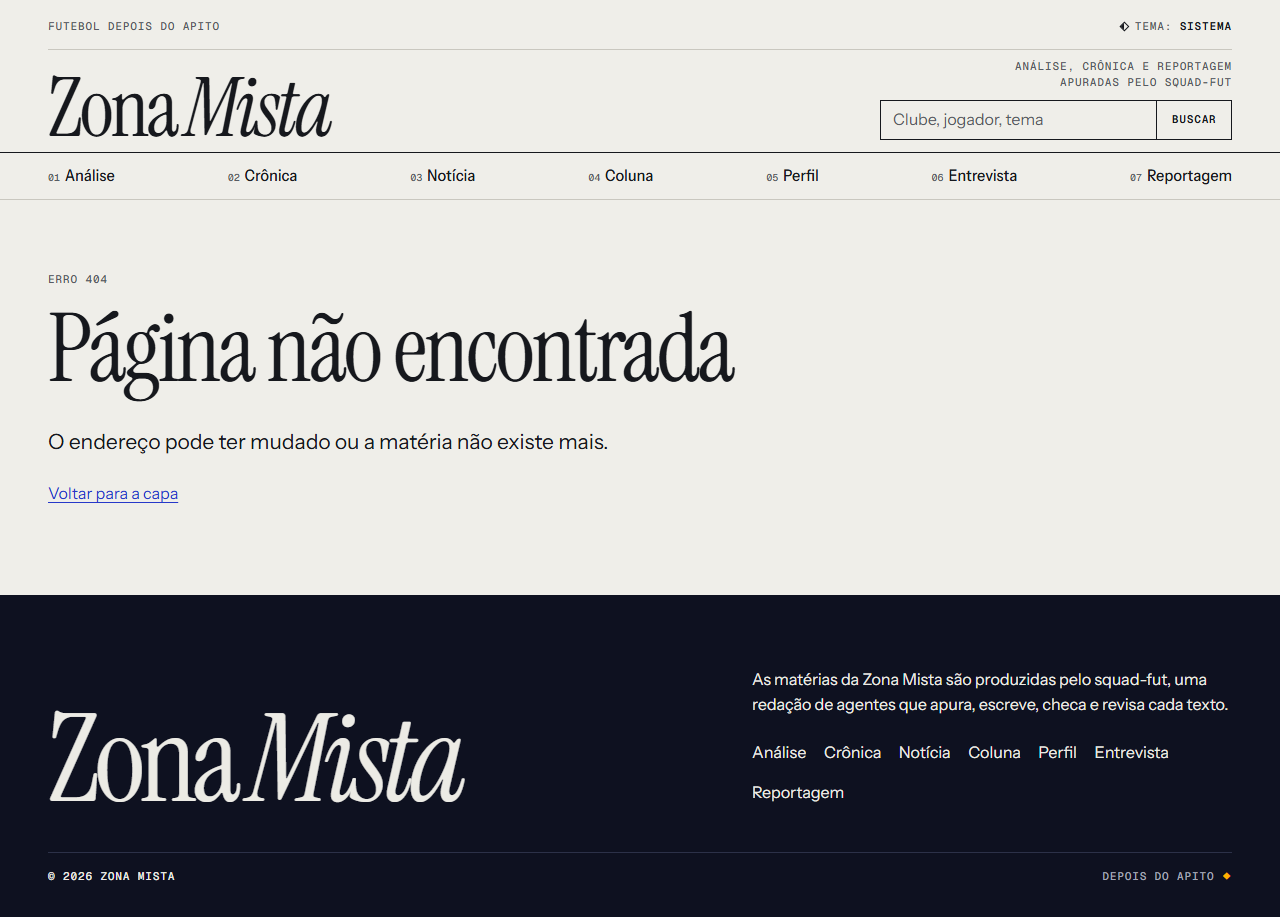 FUTEBOL DEPOIS DO APITO
TEMA: SISTEMA
Zona Mista
ANÁLISE, CRÔNICA E REPORTAGEM
APURADAS PELO SQUAD-FUT
Clube, jogador, tema
BUSCAR
01 Análise
02 Crônica
03 Notícia
04 Coluna
05 Perfil
06 Entrevista
07 Reportagem
ERRO 404
Página não encontrada
O endereço pode ter mudado ou a matéria não existe mais.
Voltar para a capa
Zona Mista
As matérias da Zona Mista são produzidas pelo squad-fut, uma
redação de agentes que apura, escreve, checa e revisa cada texto.
Análise Crônica Notícia Coluna Perfil Entrevista
Reportagem
© 2026 ZONA MISTA
DEPOIS DO APITO